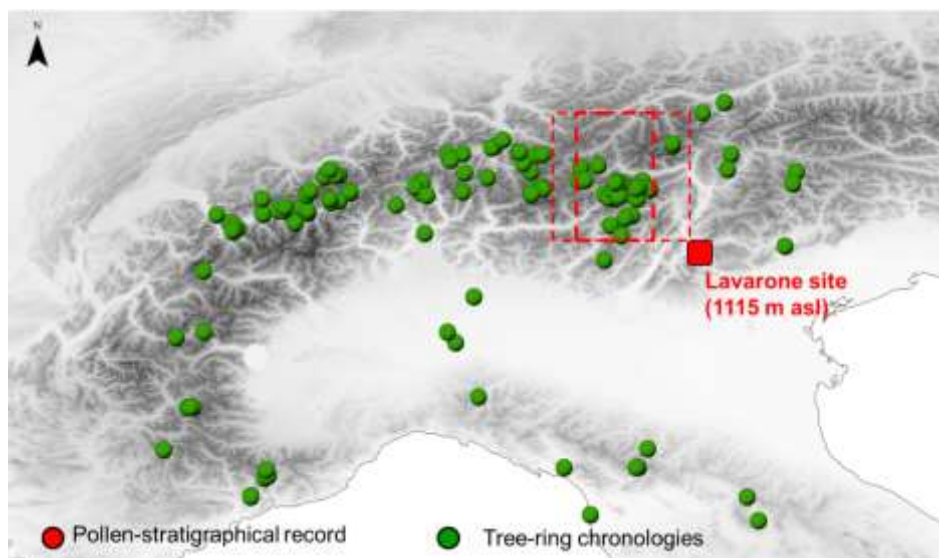 N
Lavarone site
(1115 m asl)
Pollen-stratigraphical record
Tree-ring chronologies